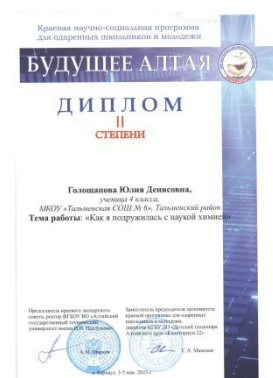 Краевая научно-социальная программа
для одаренных школьников и молодежи
БУДУЩЕЕ АЛТАЯ
ДИПЛОМ
II
СТЕПЕНИ
Голощапова Юлия Денисовна,
ученица 4 класса,
МКОУ «Тальменская СОШ № 6», Тальменский район
Тема работы: «Как я подружилась с наукой химией»
Председатель краевого экспертного
совета, ректор ФГБОУ ВО «Алтайский
государственный технический
университет имени И.И. Ползунова»
Заместитель председателя оргкомитета
краевой программы для одаренных
школьников и молодежи,
директор КГБУ ДО «Детский технопарк
Алтайского края «Кванториум.22»
А.М. Марков
г. Барнаул, 3-5 мая 2023 г.